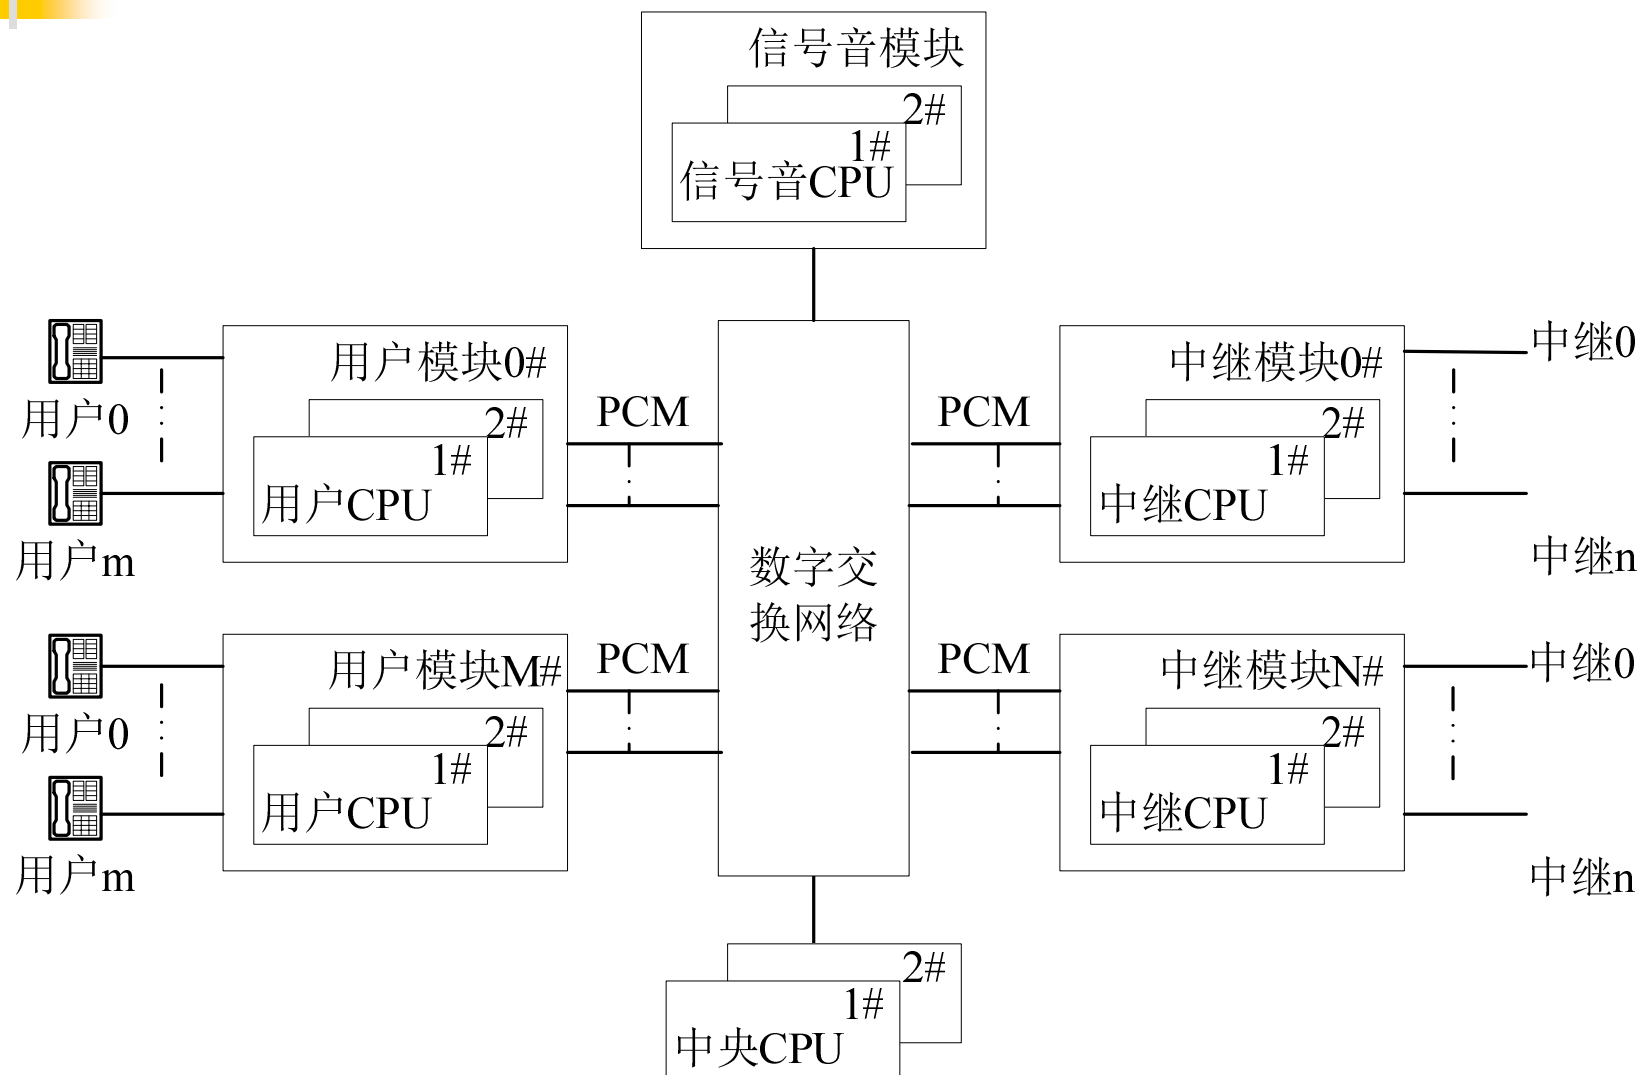 信号音模块
2#
1#
信号音CPU
用户0
用户m
用户模块0#
2#
1#
用户CPU
PCM
PCM
中继模块0#
2#
1#
中继CPU
中继0
中继n
数字交
换网络
用户0
用户m
用户模块M#
2#
1#
用户CPU
PCM
PCM
中继模块N#
2#
1#
中继CPU
中继0
中继n
2#
1#
中央CPU